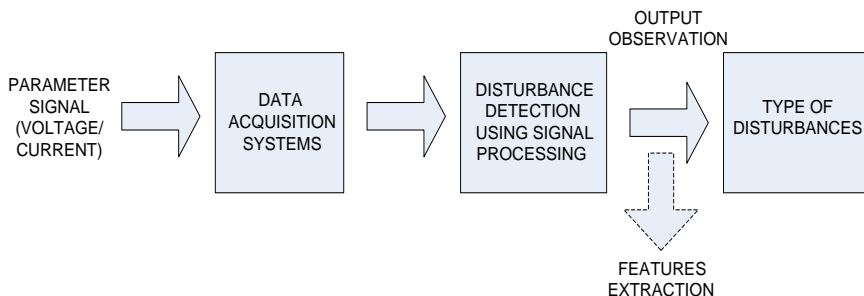 PARAMETER
SIGNAL
(VOLTAGE/
CURRENT)
DATA
ACQUISITION
SYSTEMS
DISTURBANCE
DETECTION
USING SIGNAL
PROCESSING
OUTPUT
OBSERVATION
TYPE OF
DISTURBANCES
FEATURES
EXTRACTION